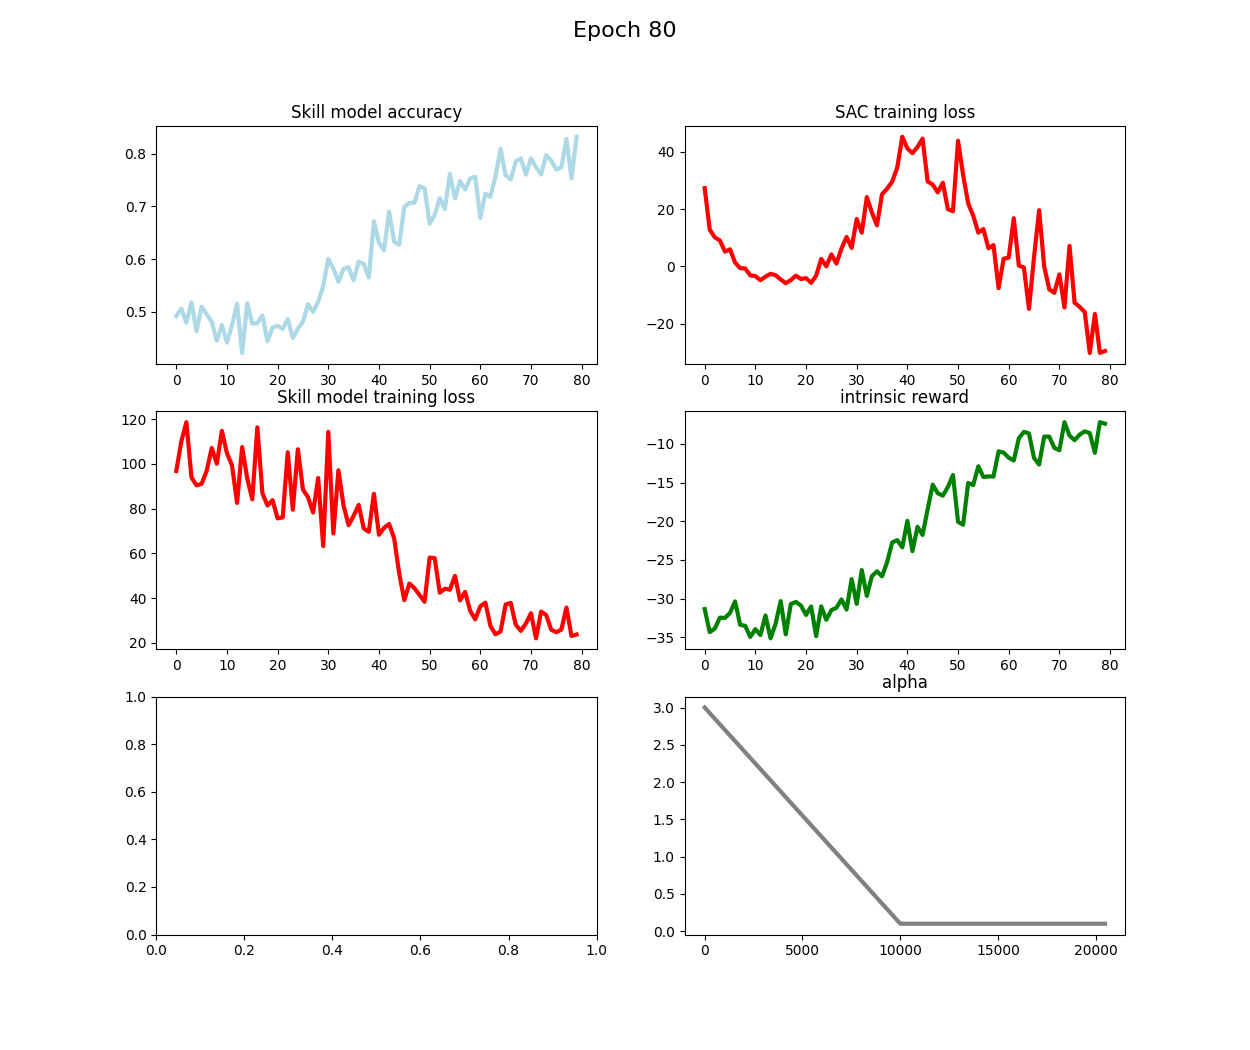 Epoch 80
Skill model accuracy
0.8
0.7
0.6
0.5
0 10 20 30 40 50 60 70 80
SAC training loss
40
20
0
−20
0 10 20 30 40 50 60 70 80
Skill model training loss
120
100
80
60
40
20
0 10 20 30 40 50 60 70 80
intrinsic reward
−10
−15
−20
−25
−30
−35
0 10 20 30 40 50 60 70 80
1.0
0.8
0.6
0.4
0.2
0.0
0.0 0.2 0.4 0.6 0.8 1.0
alpha
3.0
2.5
2.0
1.5
1.0
0.5
0.0
0 5000 10000 15000 20000